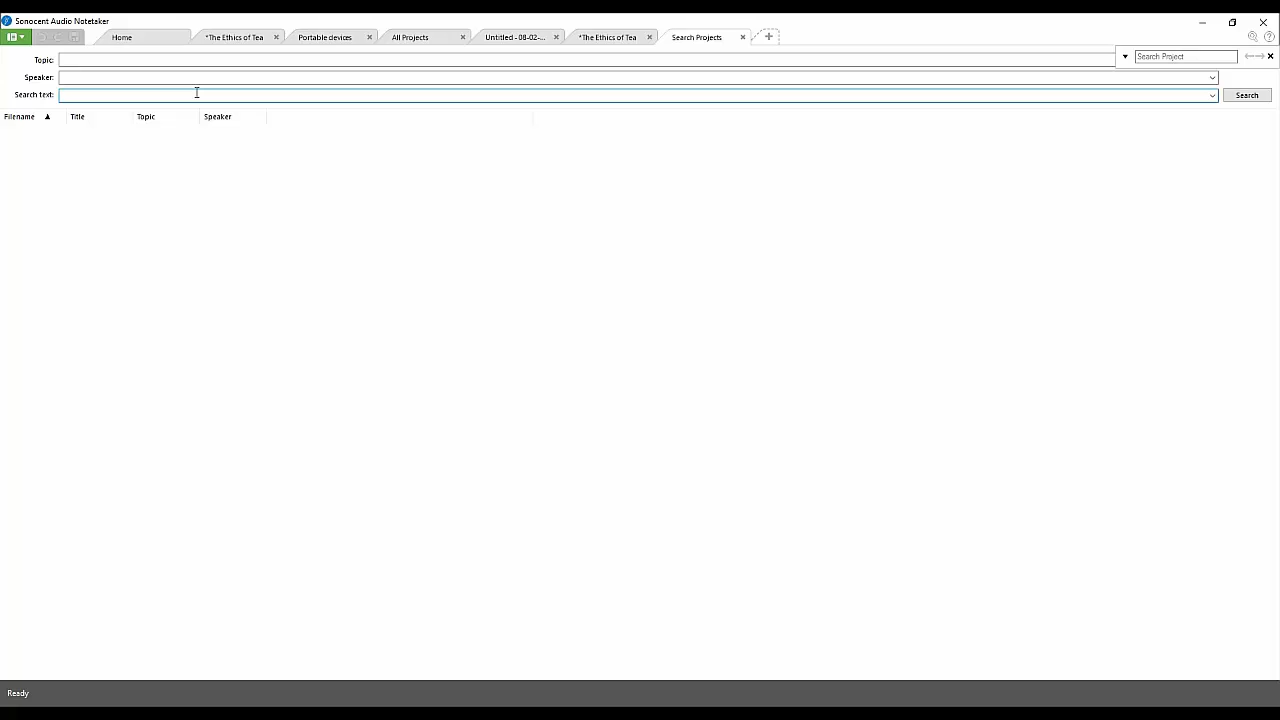 Sonocent Audio Notetaker
Home *The Ethics of Tea Portable devices All Projects Untitled - 08-02-... *The Ethics of Tea Search Projects
Topic: Search Project
Speaker:
Search text: Search
Filename Title Topic Speaker
Ready